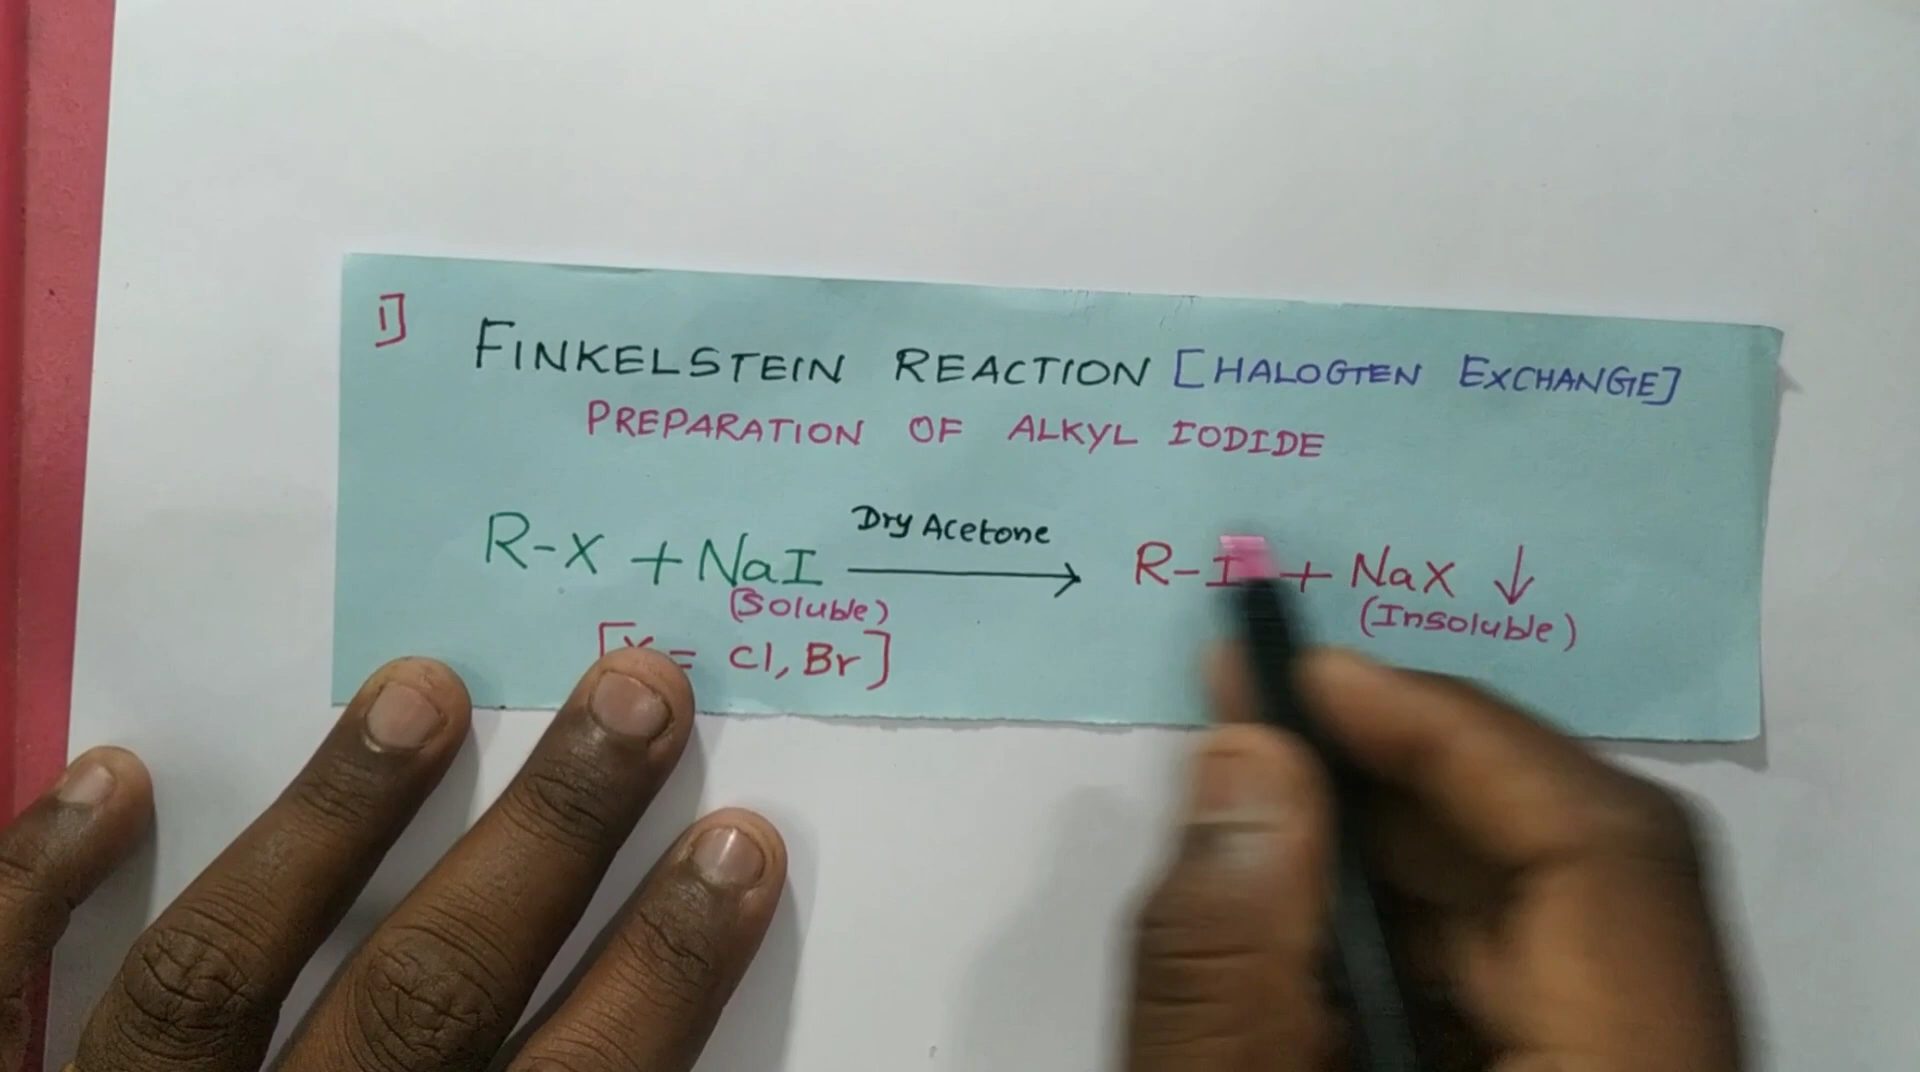 1]
FINKELSTEIN REACTION [HALOGEN EXCHANGE]
PREPARATION OF ALKYL IODIDE
Dry Acetone
R-X + NaI ⟶ R-I + NaX ↓
(Soluble) (Insoluble)
[X = Cl, Br]